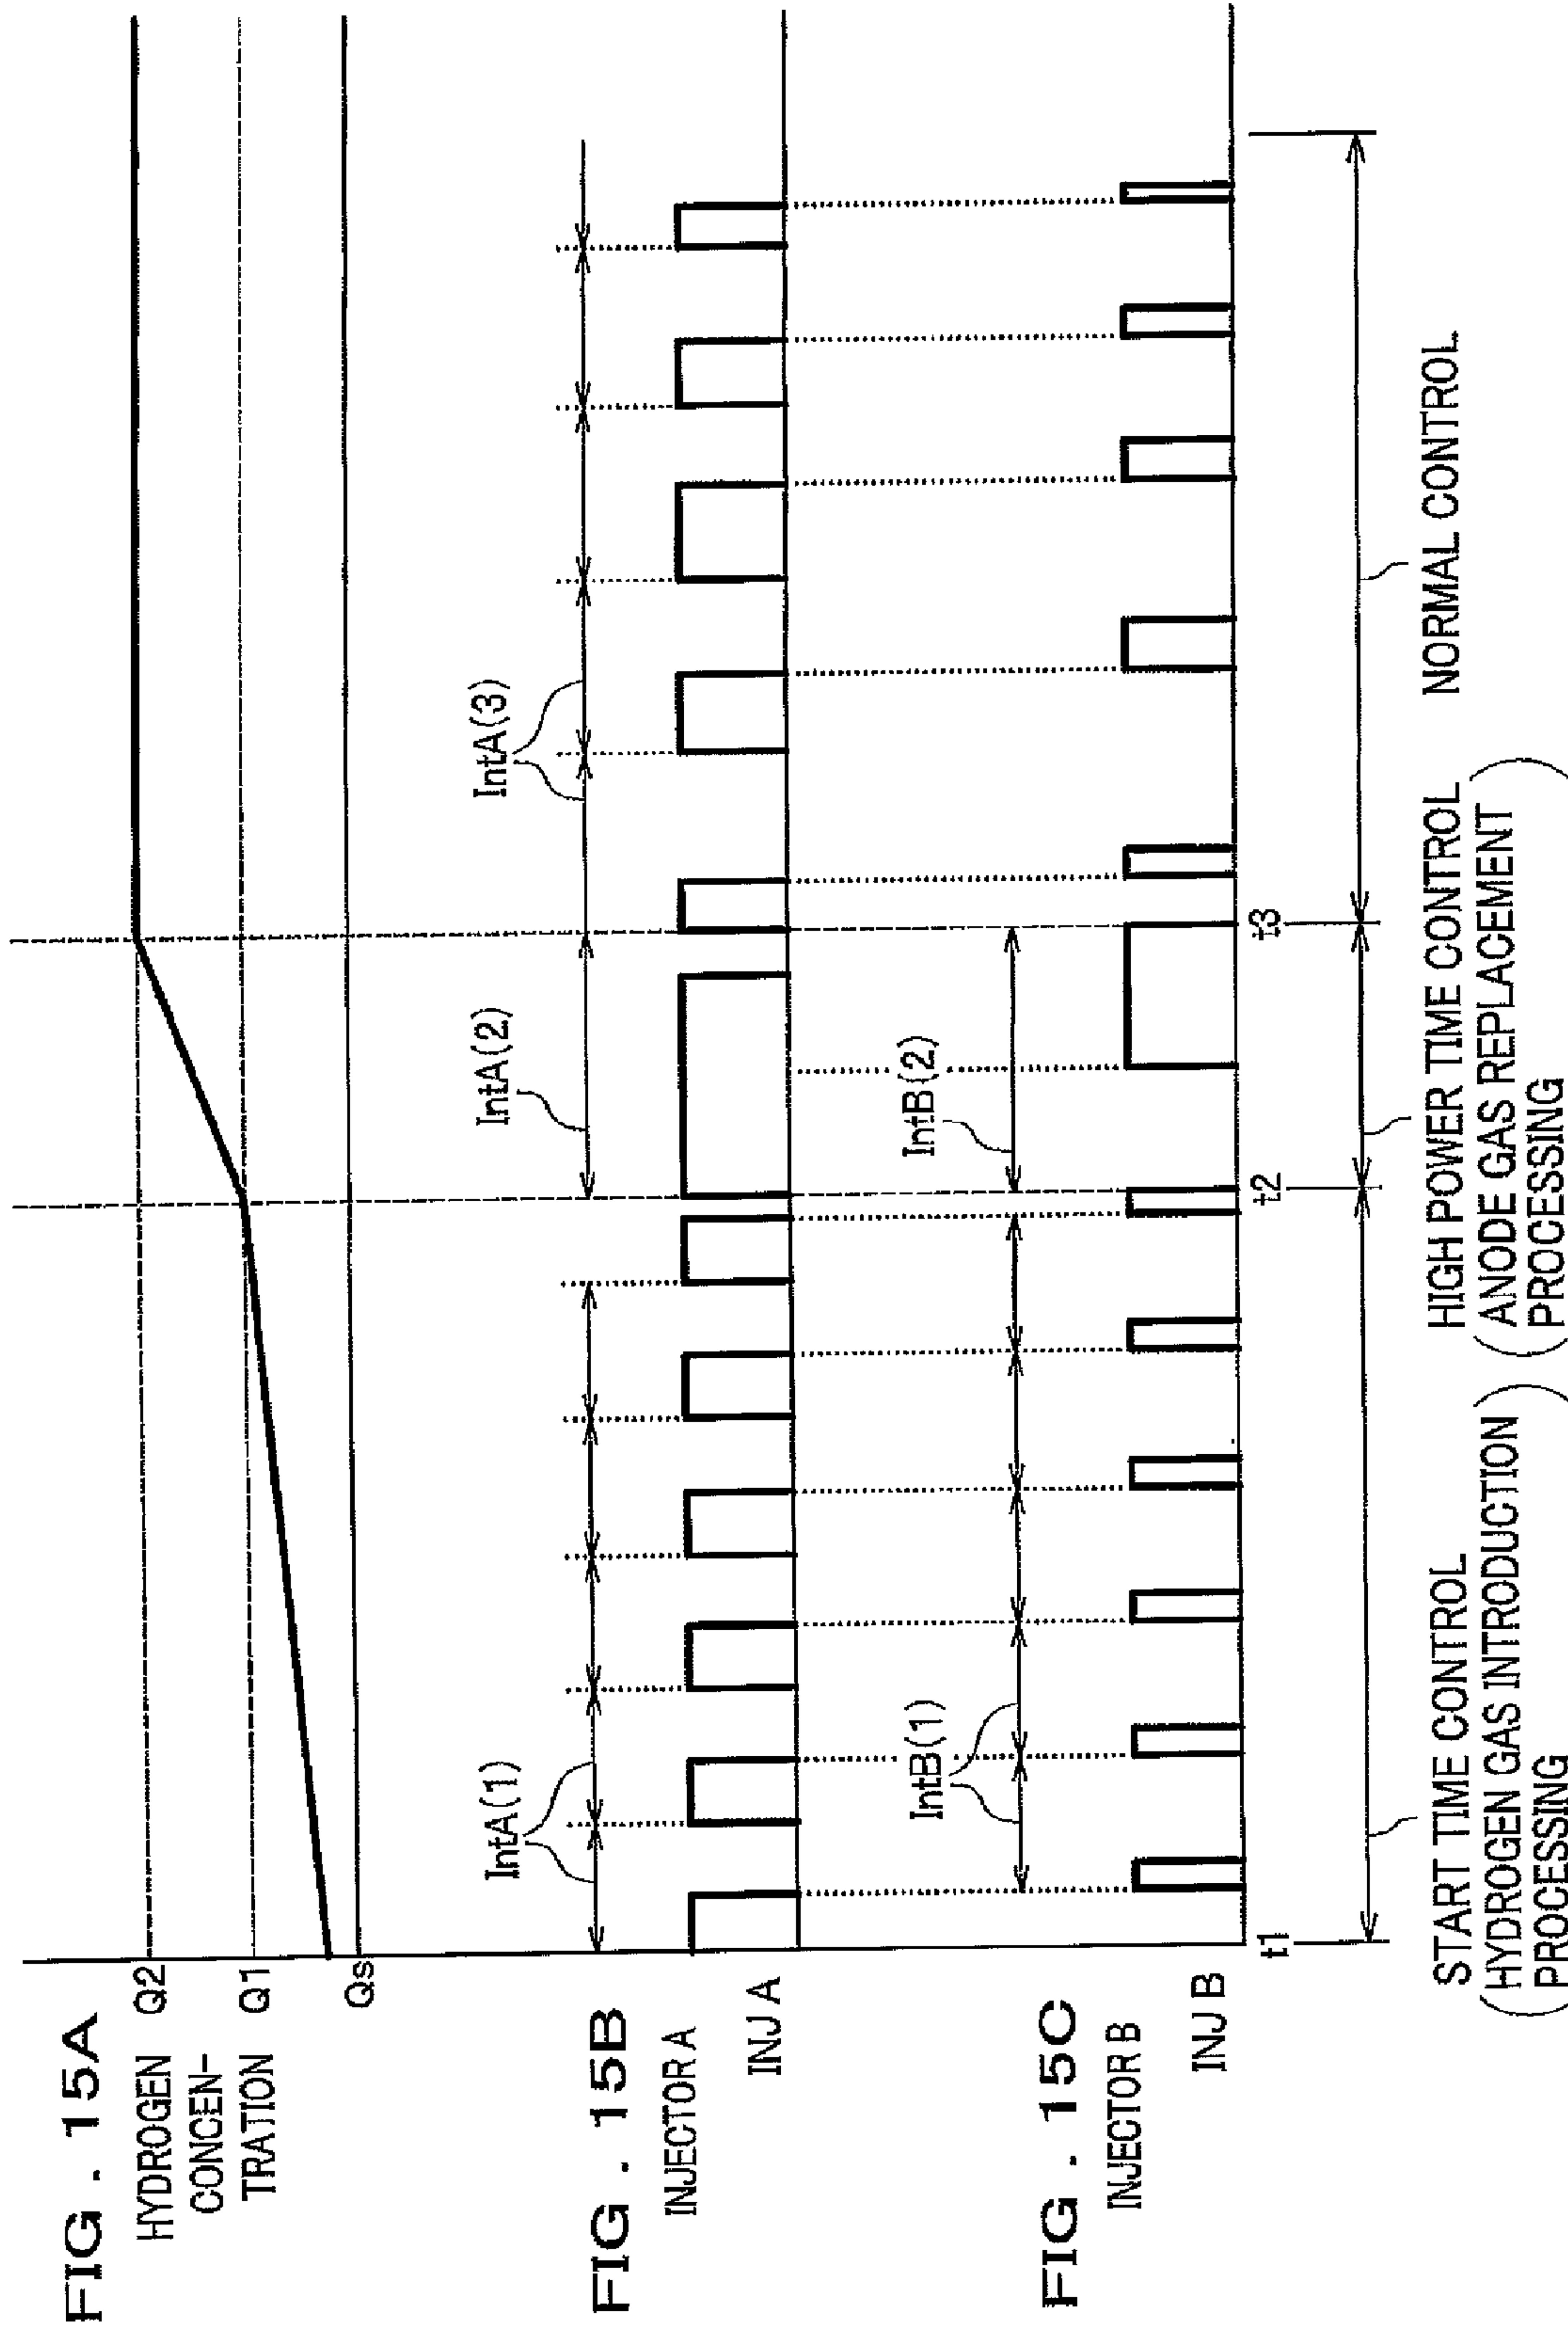 FIG . 15A
HYDROGEN
CONCEN-
TRATION
Q2
Q1
Qs
FIG . 15B
INJECTOR A
INJ A
IntA(1)
IntA(2)
IntA(3)
FIG . 15C
INJECTOR B
INJ B
IntB(1)
IntB(2)
t1
t2
t3
START TIME CONTROL
(HYDROGEN GAS INTRODUCTION
PROCESSING)
HIGH POWER TIME CONTROL
(ANODE GAS REPLACEMENT
PROCESSING)
NORMAL CONTROL